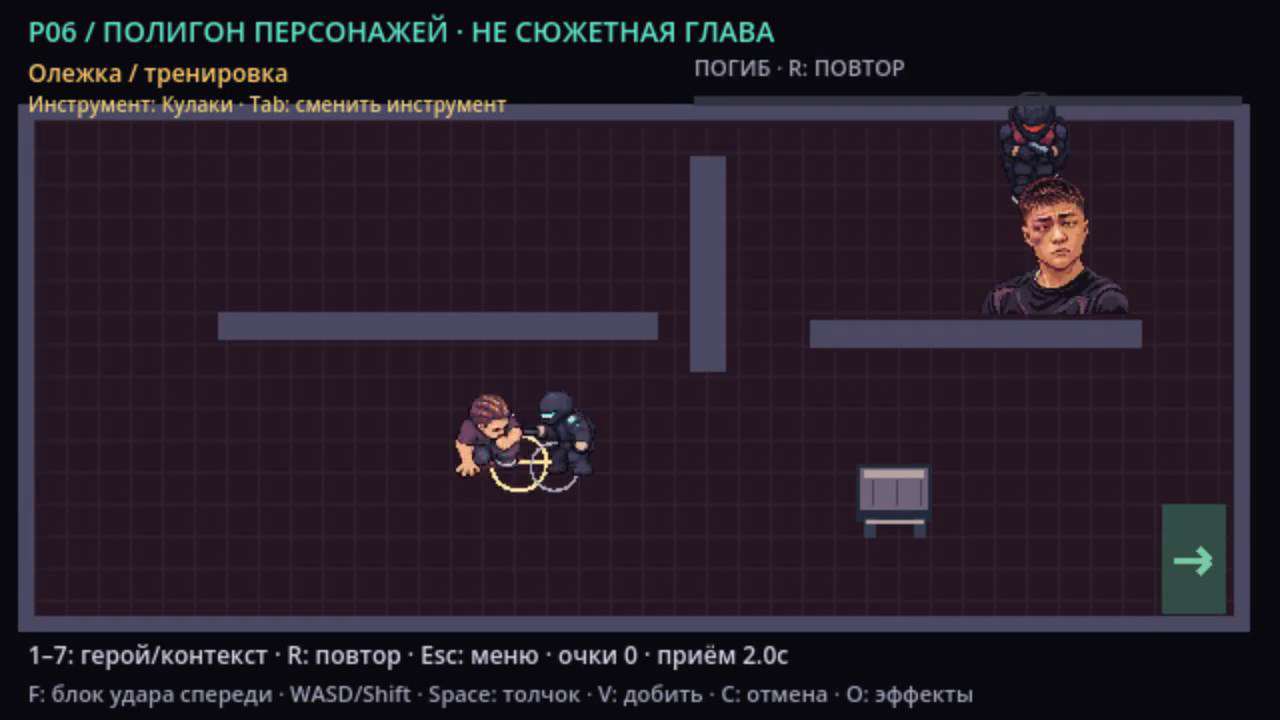 P06 / ПОЛИГОН ПЕРСОНАЖЕЙ · НЕ СЮЖЕТНАЯ ГЛАВА
Олежка / тренировка
ПОГИБ · R: ПОВТОР
Инструмент: Кулаки · Tab: сменить инструмент
→
1–7: герой/контекст · R: повтор · Esc: меню · очки 0 · приём 2.0с
F: блок удара спереди · WASD/Shift · Space: толчок · V: добить · C: отмена · O: эффекты